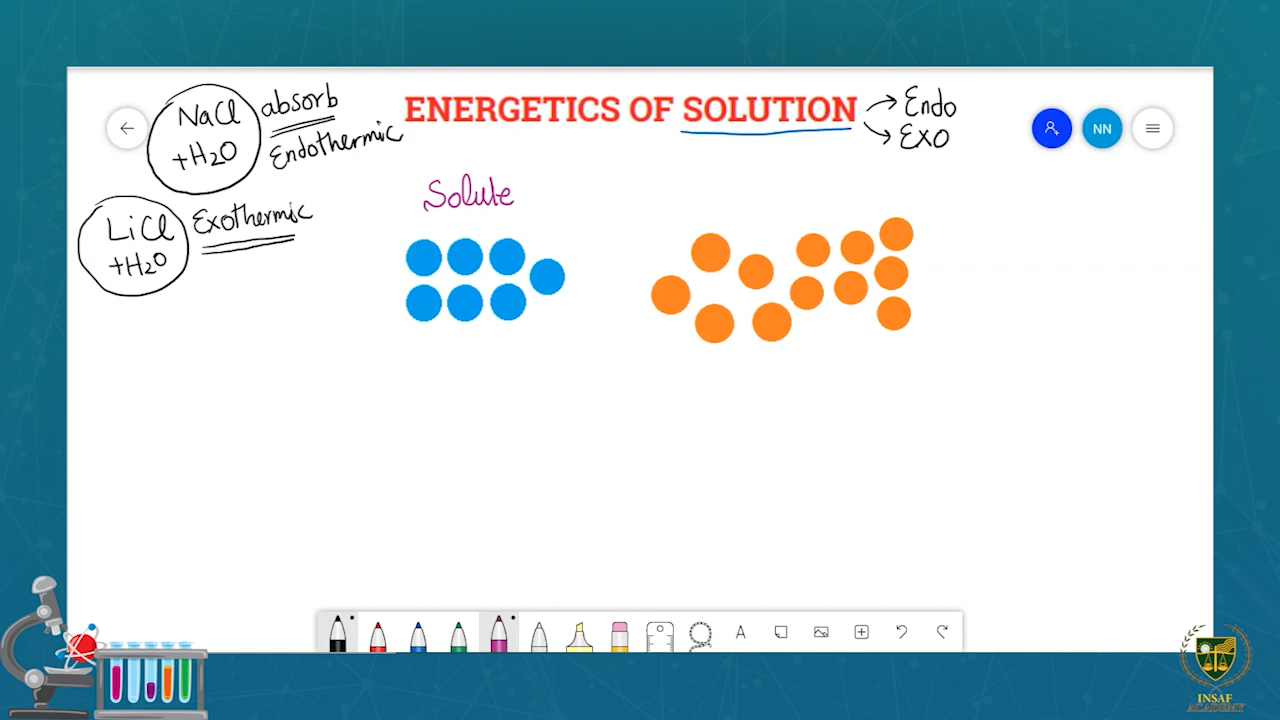 ENERGETICS OF SOLUTION
Endo
Exo
NaCl
+H2O
absorb
Endothermic
LiCl
+H2O
Exothermic
Solute
NN
A
INSAF
ACADEMY